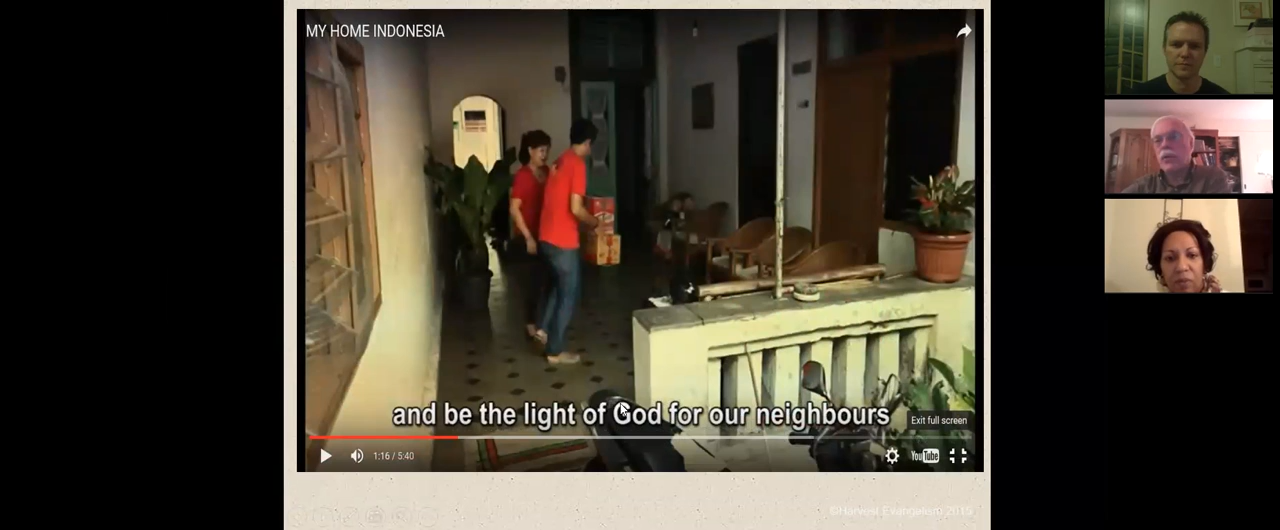 MY HOME INDONESIA
and be the light of God for our neighbours
Exit full screen
1:16 / 5:40
YouTube
©Harvest Evangelism 2015